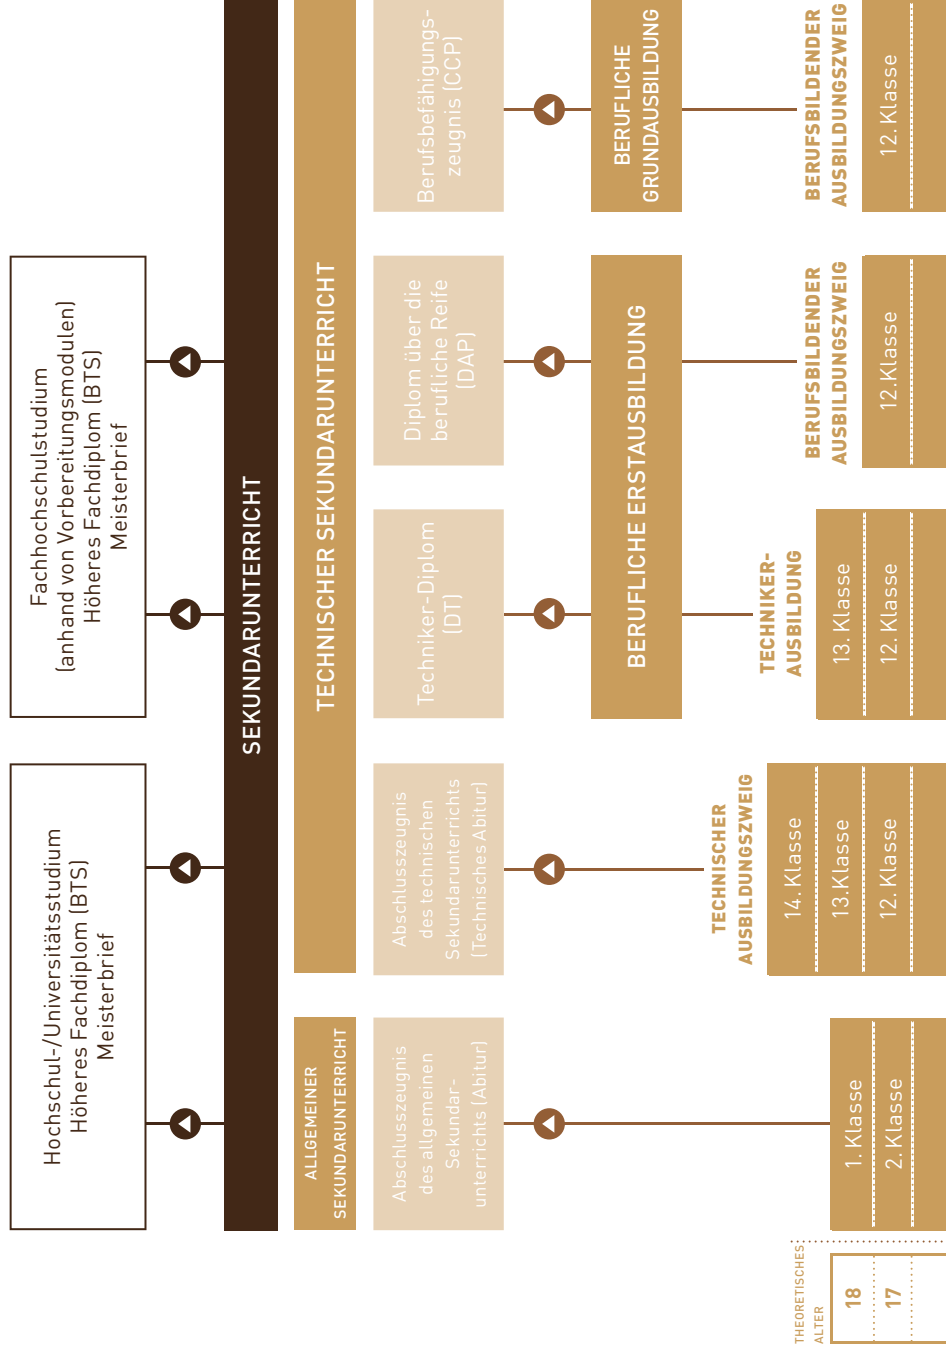 Hochschul-/Universitätsstudium
Höheres Fachdiplom (BTS)
Meisterbrief
Fachhochschulstudium
(anhand von Vorbereitungsmodulen)
Höheres Fachdiplom (BTS)
Meisterbrief
SEKUNDARUNTERRICHT
ALLGEMEINER
SEKUNDARUNTERRICHT
TECHNISCHER SEKUNDARUNTERRICHT
Abschlusszeugnis
des allgemeinen
Sekundar-
unterrichts (Abitur)
Abschlusszeugnis
des technischen
Sekundarunterrichts
(Technisches Abitur)
Techniker-Diplom
(DT)
Diplom über die
berufliche Reife
(DAP)
Berufsbefähigungs-
zeugnis (CCP)
BERUFLICHE ERSTAUSBILDUNG
BERUFLICHE
GRUNDAUSBILDUNG
TECHNISCHER
AUSBILDUNGSZWEIG
TECHNIKER-
AUSBILDUNG
BERUFSBILDENDER
AUSBILDUNGSZWEIG
BERUFSBILDENDER
AUSBILDUNGSZWEIG
THEORETISCHES
ALTER
18
17
1. Klasse
2. Klasse
14. Klasse
13.Klasse
12. Klasse
13. Klasse
12. Klasse
12.Klasse
12. Klasse